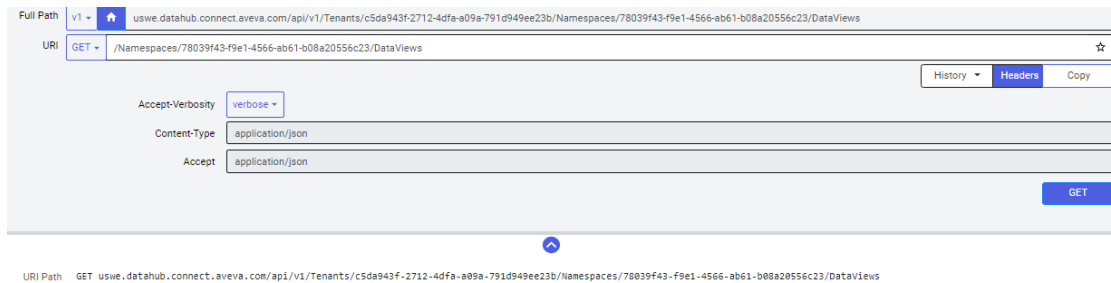 Full Path v1 uswe.datahub.connect.aveva.com/api/v1/Tenants/c5da943f-2712-4dfa-a09a-791d949ee23b/Namespaces/78039f43-f9e1-4566-ab61-b08a20556c23/DataViews
URI GET /Namespaces/78039f43-f9e1-4566-ab61-b08a20556c23/DataViews
History Headers Copy
Accept-Verbosity verbose
Content-Type application/json
Accept application/json
GET
URI Path GET uswe.datahub.connect.aveva.com/api/v1/Tenants/c5da943f-2712-4dfa-a09a-791d949ee23b/Namespaces/78039f43-f9e1-4566-ab61-b08a20556c23/DataViews